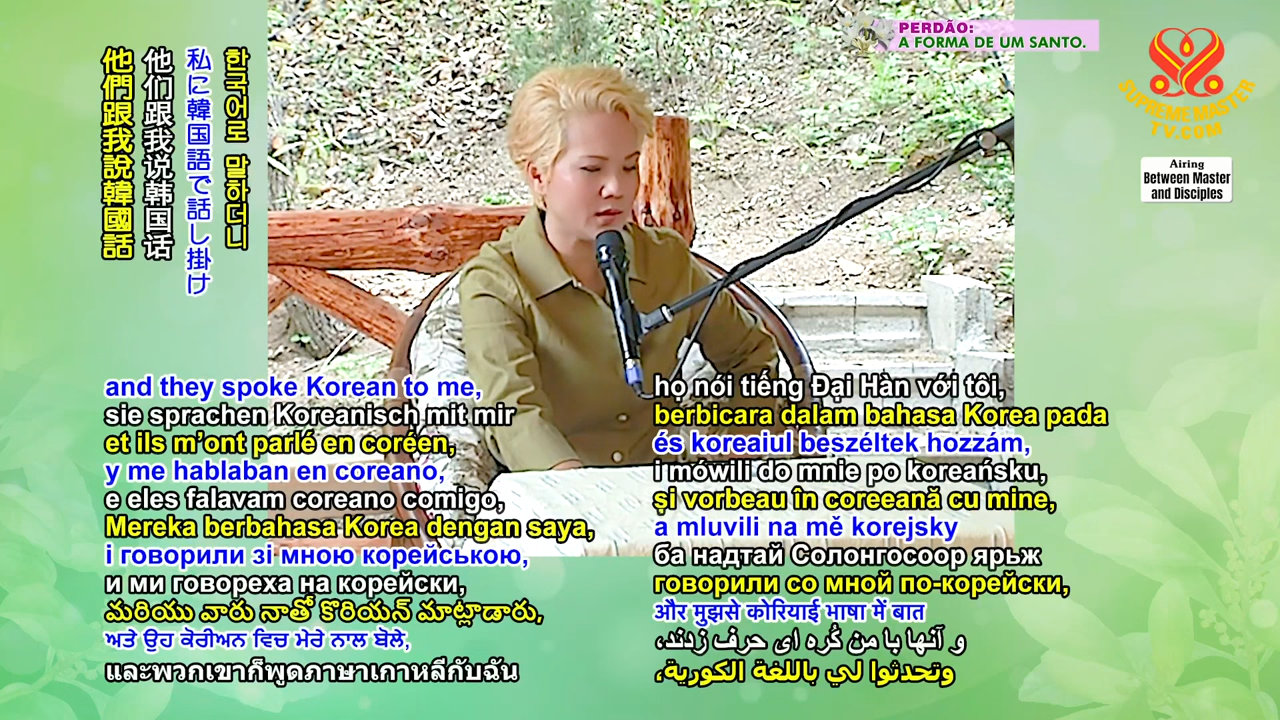 PERDÃO:
A FORMA DE UM SANTO.
SUPREME MASTER
TV.COM
Airing
Between Master
and Disciples
한국어로 말하더니
私に韓国語で話し掛け
他们跟我说韩国话
他們跟我說韓國話
and they spoke Korean to me,
sie sprachen Koreanisch mit mir
et ils m’ont parlé en coréen,
y me hablaban en coreano,
e eles falavam coreano comigo,
Mereka berbahasa Korea dengan saya,
і говорили зі мною корейською,
и ми говореха на корейски,
మరియు వారు నాతో కొరియన్ మాట్లాడారు,
ਅਤੇ ਉਹ ਕੋਰੀਅਨ ਵਿਚ ਮੇਰੇ ਨਾਲ ਬੋਲੇ,
และพวกเขาก็พูดภาษาเกาหลีกับฉัน
họ nói tiếng Đại Hàn với tôi,
berbicara dalam bahasa Korea pada
és koreaiul beszéltek hozzám,
i mówili do mnie po koreańsku,
și vorbeau în coreeană cu mine,
a mluvili na mě korejsky
ба надтай Солонгосоор ярьж
говорили со мной по-корейски,
और मुझसे कोरियाई भाषा में बात
و آنها با من کُره ای حرف زدند،
وتحدثوا لي باللغة الكورية،